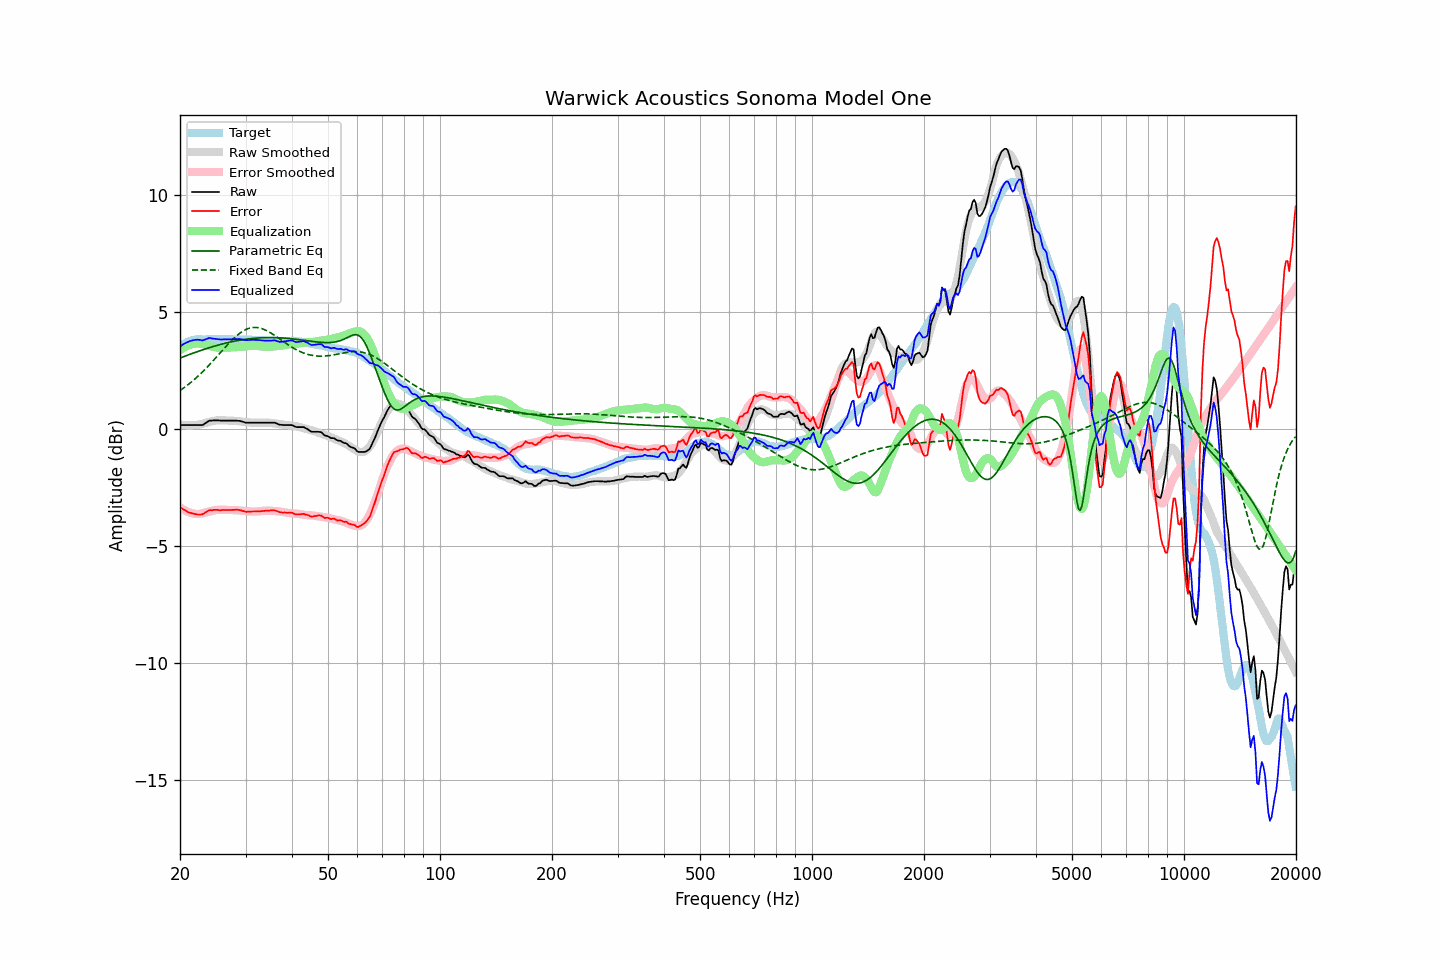 Warwick Acoustics Sonoma Model One
Target
Raw Smoothed
Error Smoothed
Raw
Error
Equalization
Parametric Eq
Fixed Band Eq
Equalized
10
5
0
−5
−10
−15
Amplitude (dBr)
20 50 100 200 500 1000 2000 5000 10000 20000
Frequency (Hz)